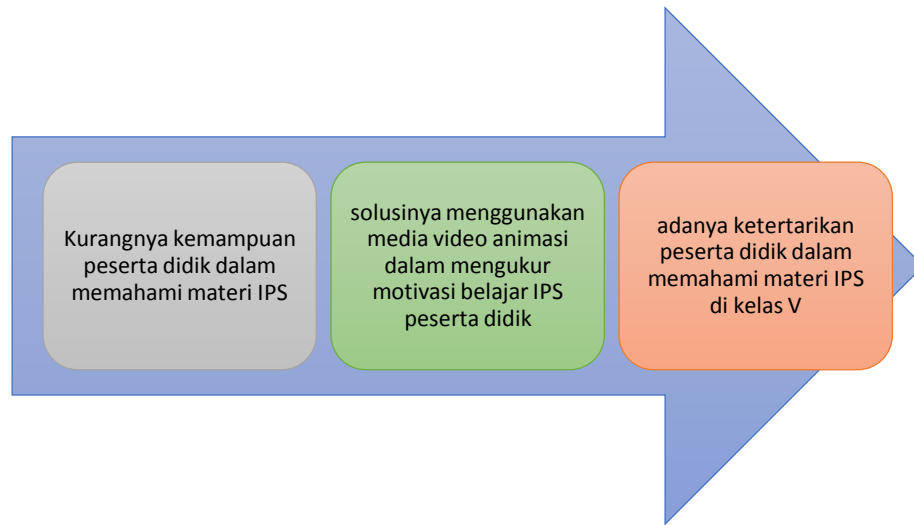 Kurangnya kemampuan
peserta didik dalam
memahami materi IPS
solusinya menggunakan
media video animasi
dalam mengukur
motivasi belajar IPS
peserta didik
adanya ketertarikan
peserta didik dalam
memahami materi IPS
di kelas V